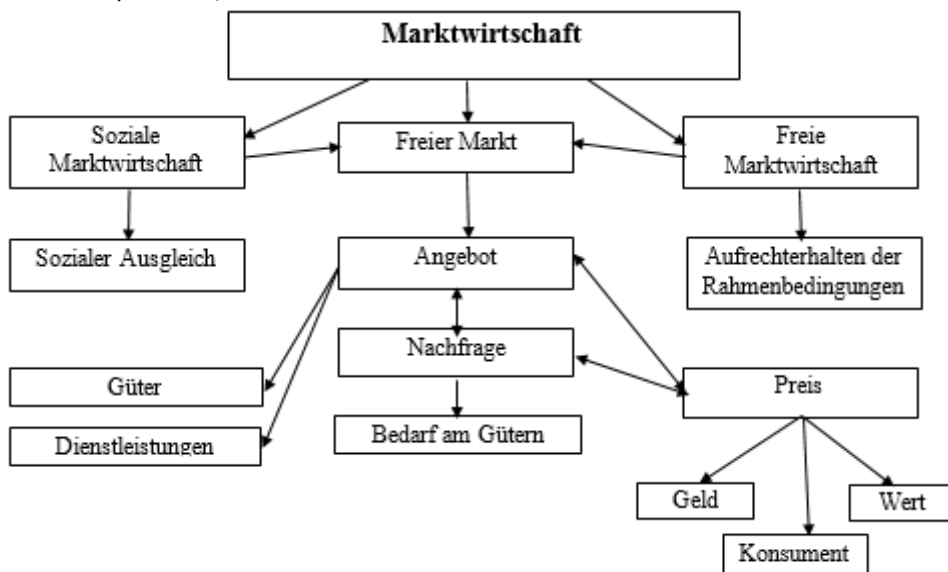 Marktwirtschaft
Soziale
Marktwirtschaft
Freier Markt
Freie
Marktwirtschaft
Sozialer Ausgleich
Angebot
Aufrechterhalten der
Rahmenbedingungen
Nachfrage
Güter
Preis
Dienstleistungen
Bedarf am Gütern
Geld
Wert
Konsument